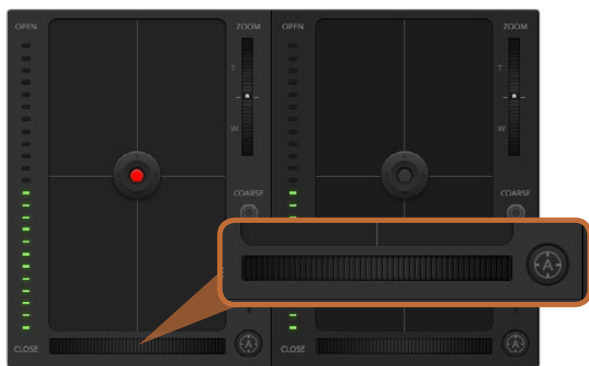 OPEN ZOOM OPEN ZOOM
T T
W W
COARSE COARSE
A
CLOSE A CLOSE A